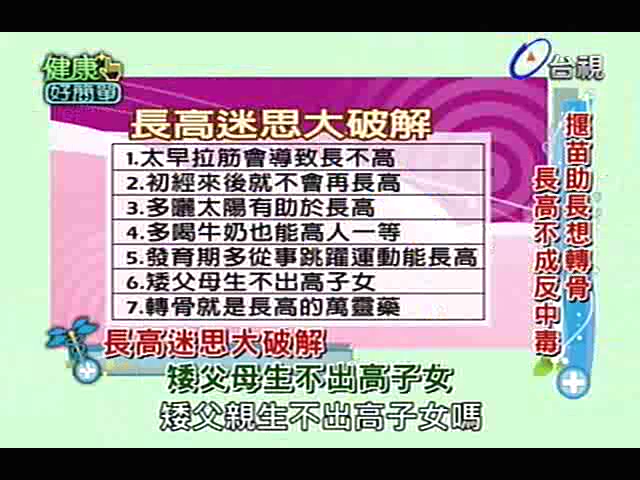 健康
好簡單
台視
長高迷思大破解
1.太早拉筋會導致長不高
2.初經來後就不會再長高
3.多曬太陽有助於長高
4.多喝牛奶也能高人一等
5.發育期多從事跳躍運動能長高
6.矮父母生不出高子女
7.轉骨就是長高的萬靈藥
揠苗助長想轉骨
長高不成反中毒
長高迷思大破解
矮父母生不出高子女
矮父親生不出高子女嗎